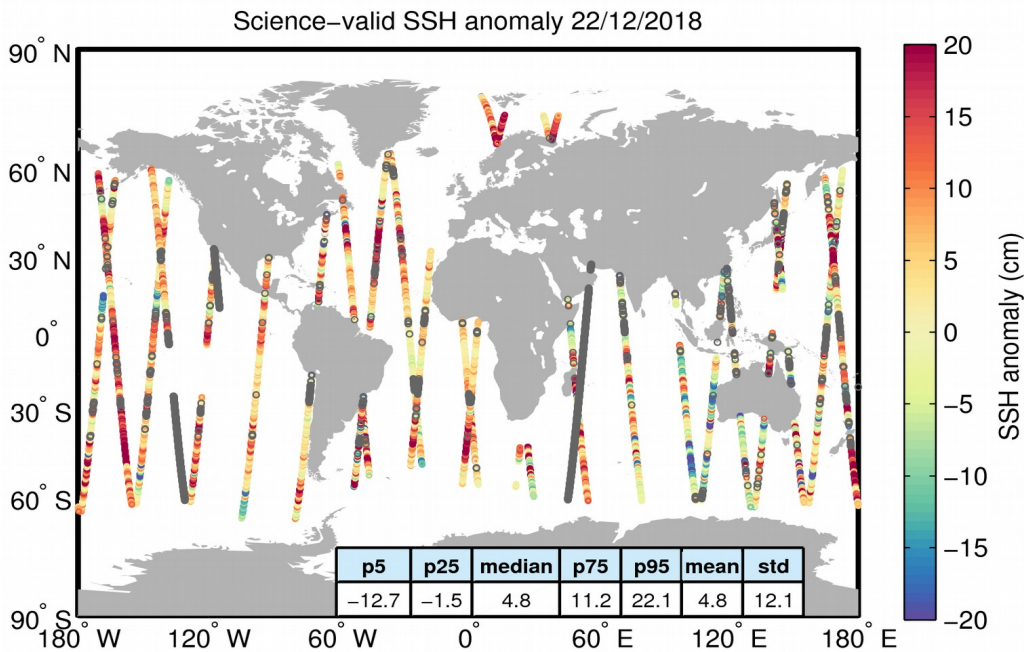 Science−valid SSH anomaly 22/12/2018
90° N
60° N
30° N
0°
30° S
60° S
90° S
180° W
120° W
60° W
0°
60° E
120° E
180° E
p5 p25 median p75 p95 mean std
−12.7 −1.5 4.8 11.2 22.1 4.8 12.1
20
15
10
5
0
−5
−10
−15
−20
SSH anomaly (cm)